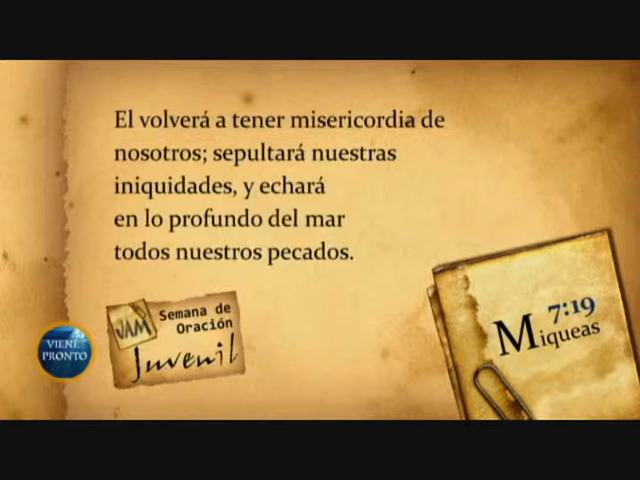 El volverá a tener misericordia de
nosotros; sepultará nuestras
iniquidades, y echará
en lo profundo del mar
todos nuestros pecados.
7:19
Miqueas
JAM
Semana de
Oración
Juvenil
VIENE
PRONTO